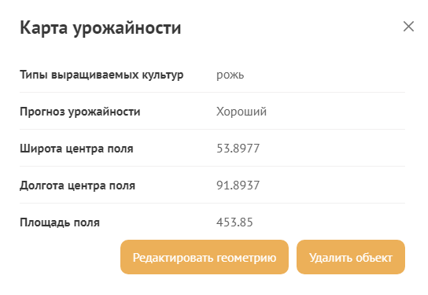 Карта урожайности
Типы выращиваемых культур рожь
Прогноз урожайности Хороший
Широта центра поля 53.8977
Долгота центра поля 91.8937
Площадь поля 453.85
Редактировать геометрию Удалить объект